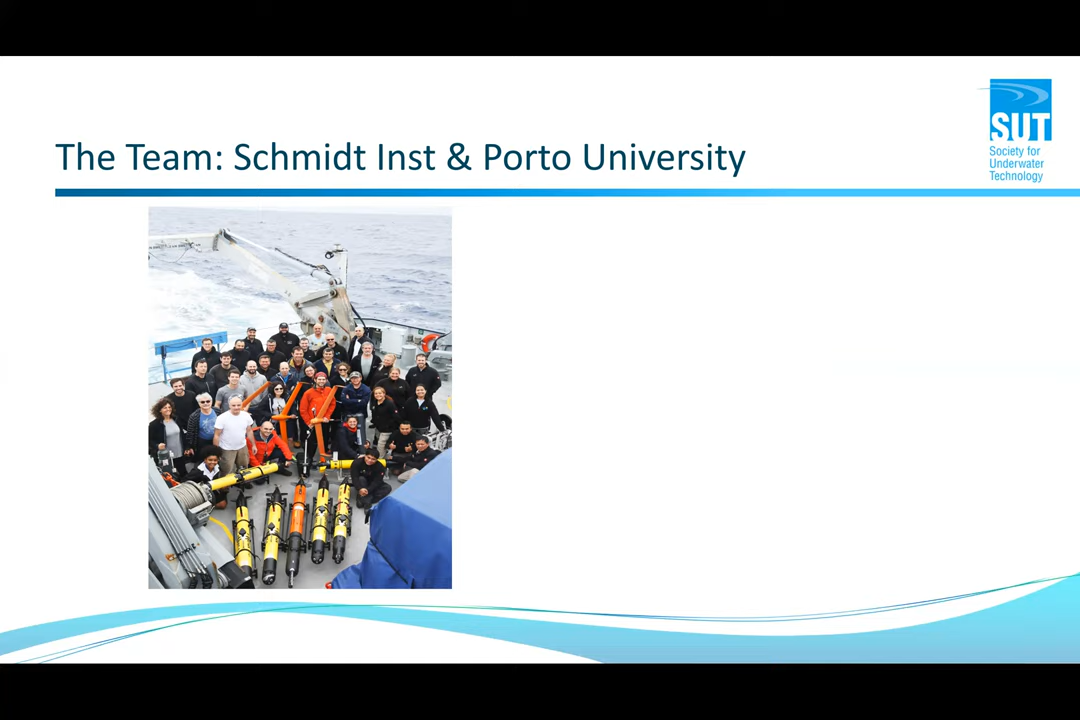 The Team: Schmidt Inst & Porto University
SUT
Society for
Underwater
Technology